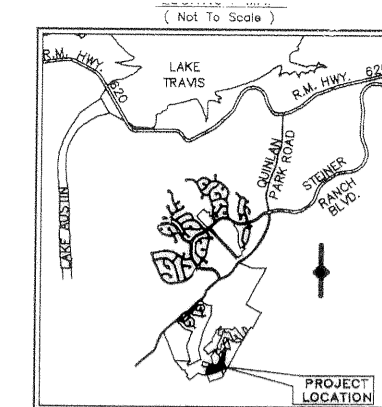 ( Not To Scale )
R.M. HWY.
620
LAKE
TRAVIS
R.M. HWY.
QUINLAN
PARK ROAD
STEINER
RANCH
BLVD.
LAKE AUSTIN
PROJECT
LOCATION